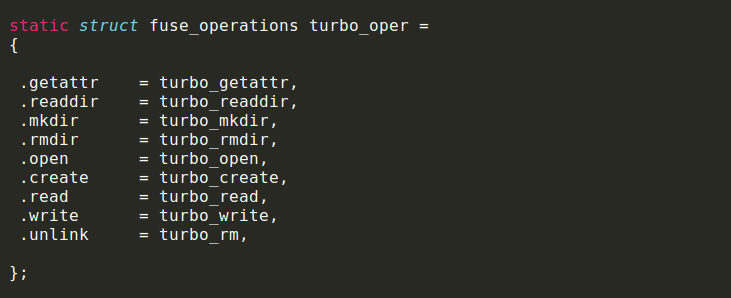 static struct fuse_operations turbo_oper =
{
.getattr = turbo_getattr,
.readdir = turbo_readdir,
.mkdir = turbo_mkdir,
.rmdir = turbo_rmdir,
.open = turbo_open,
.create = turbo_create,
.read = turbo_read,
.write = turbo_write,
.unlink = turbo_rm,
};